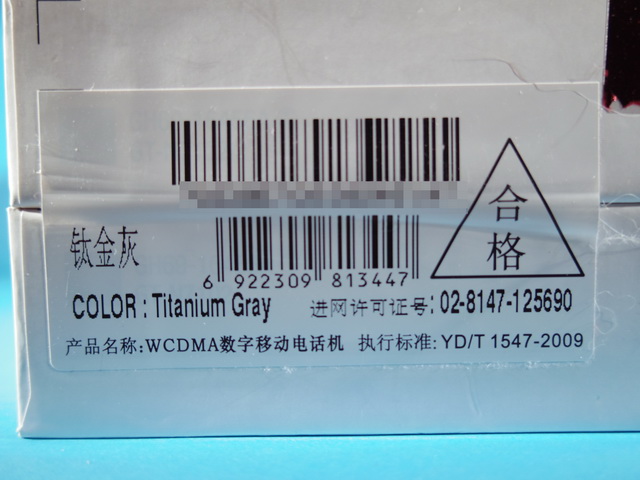 合
格
钛金灰
6 922309 813447
COLOR : Titanium Gray 进网许可证号: 02-8147-125690
产品名称:WCDMA数字移动电话机 执行标准: YD/T 1547-2009